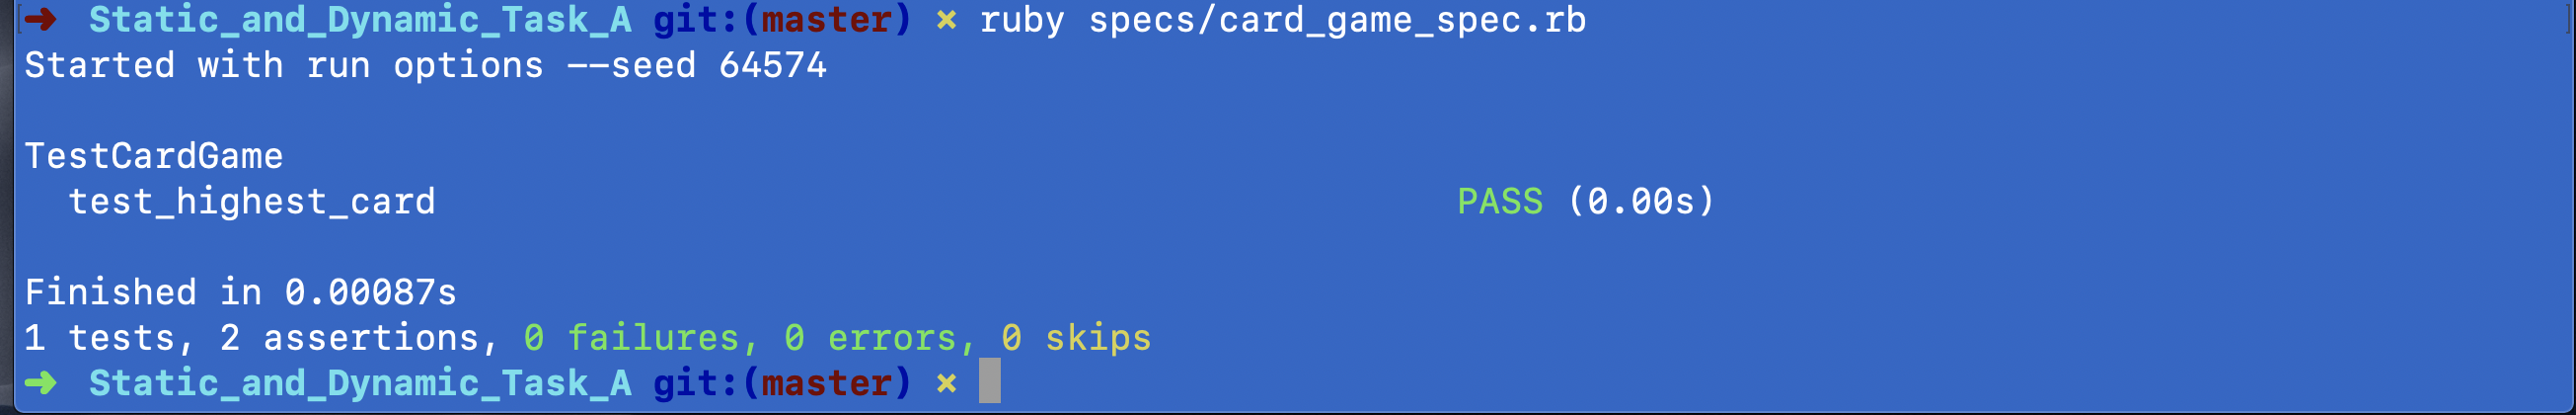 [➜ Static_and_Dynamic_Task_A git:(master) ✗ ruby specs/card_game_spec.rb ]
Started with run options --seed 64574
TestCardGame
test_highest_card PASS (0.00s)
Finished in 0.00087s
1 tests, 2 assertions, 0 failures, 0 errors, 0 skips
➜ Static_and_Dynamic_Task_A git:(master) ✗